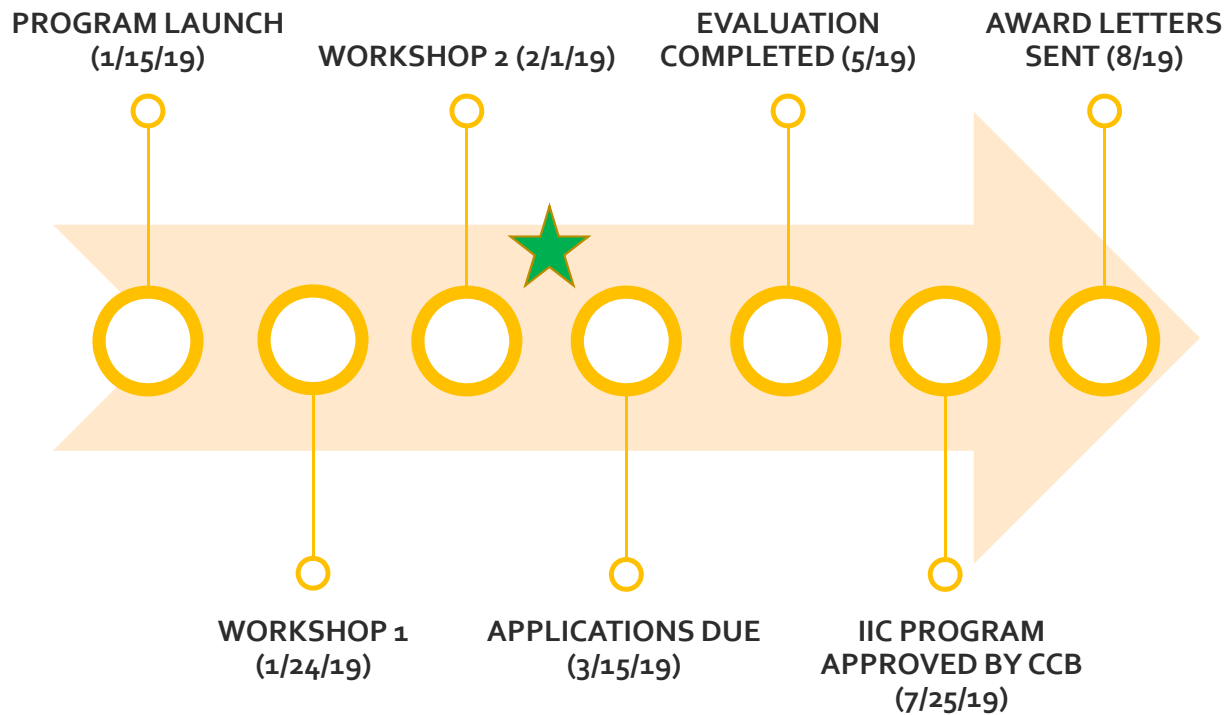 PROGRAM LAUNCH
(1/15/19)
WORKSHOP 2 (2/1/19)
EVALUATION
COMPLETED (5/19)
AWARD LETTERS
SENT (8/19)
WORKSHOP 1
(1/24/19)
APPLICATIONS DUE
(3/15/19)
IIC PROGRAM
APPROVED BY CCB
(7/25/19)